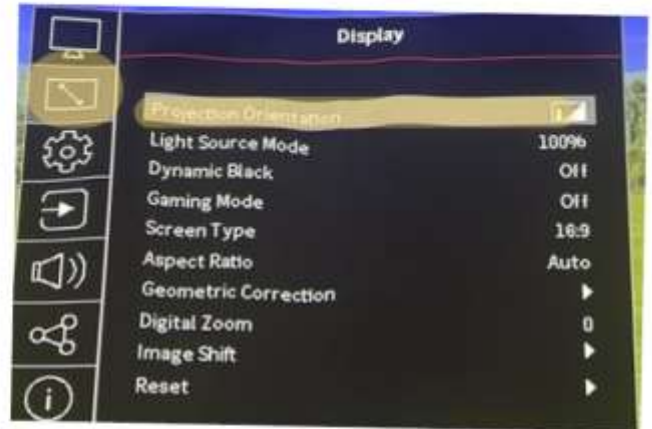 Display
Projection Orientation
Light Source Mode 100%
Dynamic Black Off
Gaming Mode Off
Screen Type 16:9
Aspect Ratio Auto
Geometric Correction
Digital Zoom 0
Image Shift
Reset